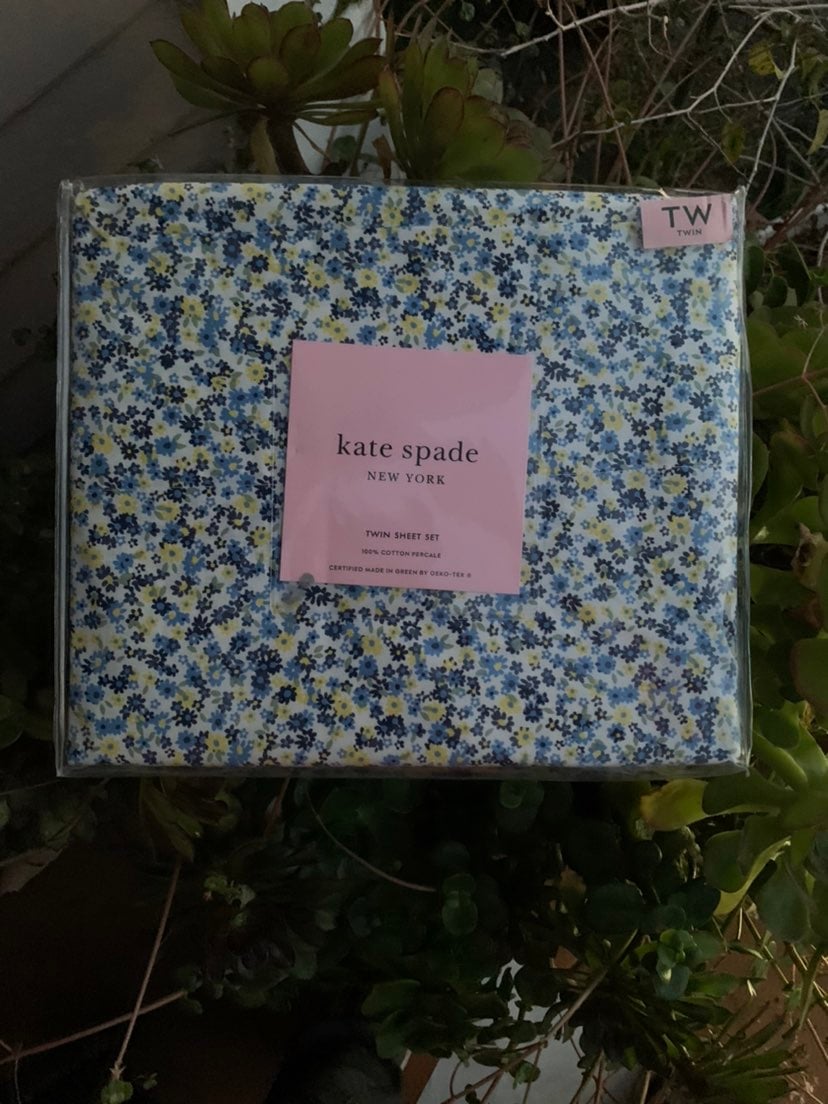 TW
TWIN
kate spade
NEW YORK
TWIN SHEET SET
100% COTTON PERCALE
CERTIFIED MADE IN GREEN BY OEKO-TEX ®